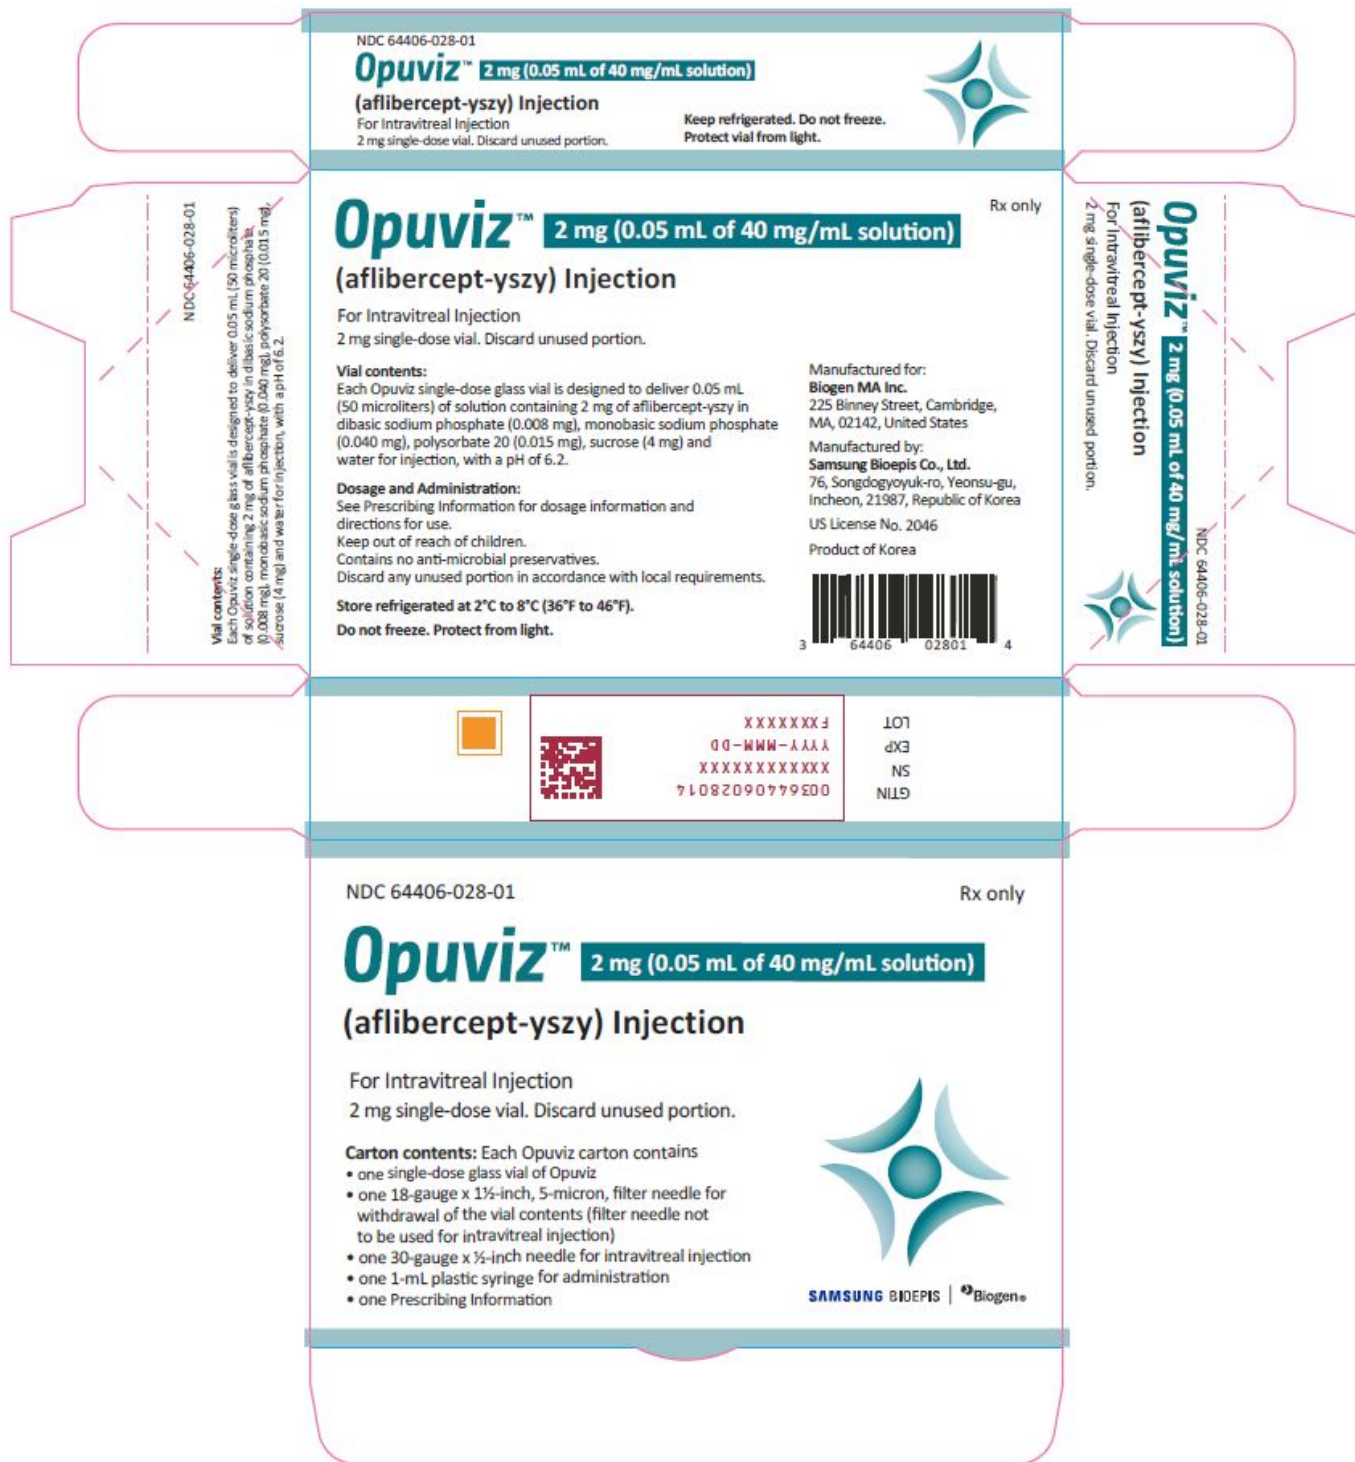 NDC 64406-028-01
Opuviz™ 2 mg (0.05 mL of 40 mg/mL solution)
(aflibercept-yszy) Injection
For Intravitreal Injection
2 mg single-dose vial. Discard unused portion.
Keep refrigerated. Do not freeze.
Protect vial from light.
NDC 64406-028-01
Vial contents:
Each Opuviz single-dose glass vial is designed to deliver 0.05 mL (50 microliters)
of solution containing 2 mg of aflibercept-yszy in dibasic sodium phosphate
(0.008 mg), monobasic sodium phosphate (0.040 mg), polysorbate 20 (0.015 mg),
sucrose (4 mg) and water for injection, with a pH of 6.2.
Rx only
Opuviz™ 2 mg (0.05 mL of 40 mg/mL solution)
(aflibercept-yszy) Injection
For Intravitreal Injection
2 mg single-dose vial. Discard unused portion.
Vial contents:
Each Opuviz single-dose glass vial is designed to deliver 0.05 mL
(50 microliters) of solution containing 2 mg of aflibercept-yszy in
dibasic sodium phosphate (0.008 mg), monobasic sodium phosphate
(0.040 mg), polysorbate 20 (0.015 mg), sucrose (4 mg) and
water for injection, with a pH of 6.2.
Dosage and Administration:
See Prescribing Information for dosage information and
directions for use.
Keep out of reach of children.
Contains no anti-microbial preservatives.
Discard any unused portion in accordance with local requirements.
Store refrigerated at 2°C to 8°C (36°F to 46°F).
Do not freeze. Protect from light.
Manufactured for:
Biogen MA Inc.
225 Binney Street, Cambridge,
MA, 02142, United States
Manufactured by:
Samsung Bioepis Co., Ltd.
76, Songdogyoyuk-ro, Yeonsu-gu,
Incheon, 21987, Republic of Korea
US License No. 2046
Product of Korea
3 64406 02801 4
Opuviz™ 2 mg (0.05 mL of 40 mg/mL solution)
(aflibercept-yszy) Injection
For Intravitreal Injection
2 mg single-dose vial. Discard unused portion.
NDC 64406-028-01
GTIN 00364406028014
SN XXXXXXXXXXXX
EXP YYYY-MMM-DD
LOT FXXXXXXX
NDC 64406-028-01
Rx only
Opuviz™ 2 mg (0.05 mL of 40 mg/mL solution)
(aflibercept-yszy) Injection
For Intravitreal Injection
2 mg single-dose vial. Discard unused portion.
Carton contents: Each Opuviz carton contains
• one single-dose glass vial of Opuviz
• one 18-gauge x 1½-inch, 5-micron, filter needle for
withdrawal of the vial contents (filter needle not
to be used for intravitreal injection)
• one 30-gauge x ½-inch needle for intravitreal injection
• one 1-mL plastic syringe for administration
• one Prescribing Information
SAMSUNG BIOEPIS | Biogen®